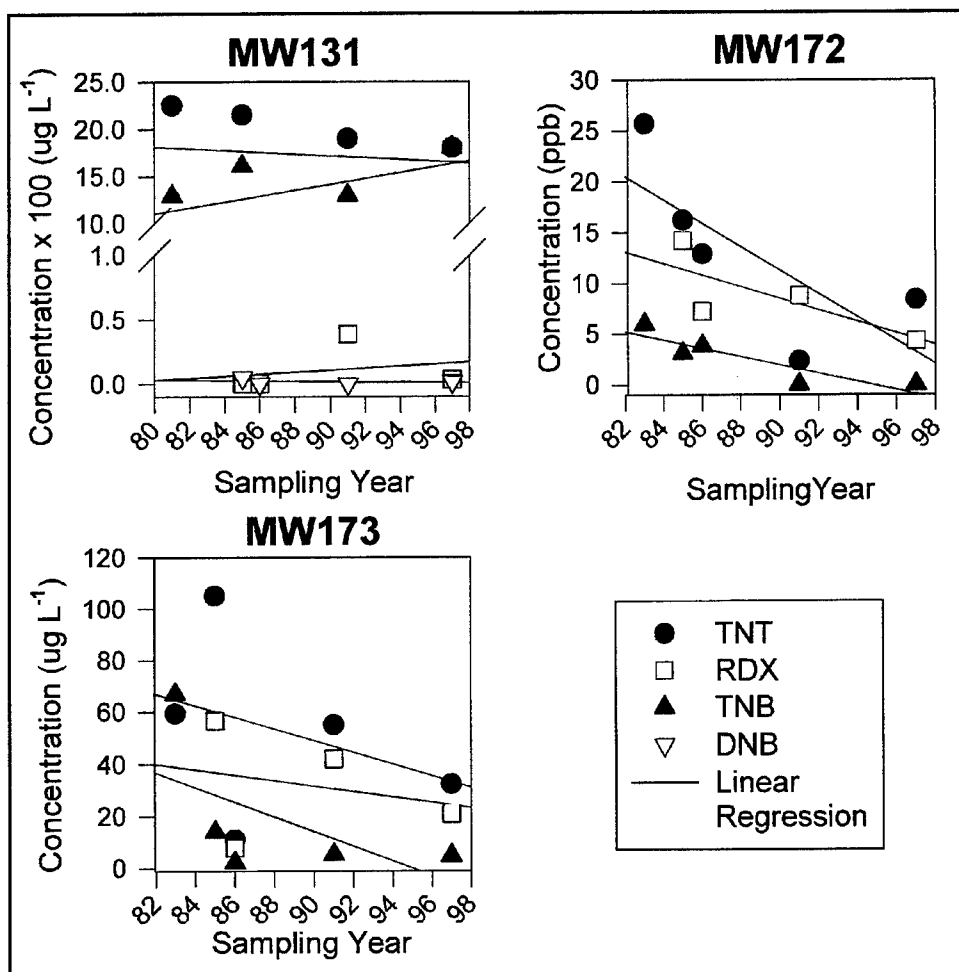 MW131
25.0
20.0
15.0
10.0
1.0
0.5
0.0
Concentration x 100 (ug L-1)
80 82 84 86 88 90 92 94 96 98
Sampling Year
MW172
30
25
20
15
10
5
0
Concentration (ppb)
82 84 86 88 90 92 94 96 98
SamplingYear
MW173
120
100
80
60
40
20
0
Concentration (ug L-1)
82 84 86 88 90 92 94 96 98
Sampling Year
TNT
RDX
TNB
DNB
Linear
Regression